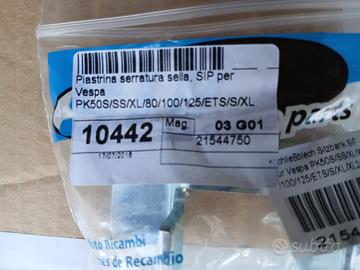 Piastrina serratura sella, SIP per
Vespa
PK50S/SS/XL/80/100/125/ETS/S/XL
10442
Mag.
03 G01
17/07/2018
21544750
parts
chließblech Sitzbank SIP
ur Vespa PK50S/SS/XL/
/100/125/ETS/S/XL2
2154
to Ricambi
es de Recambio
subito